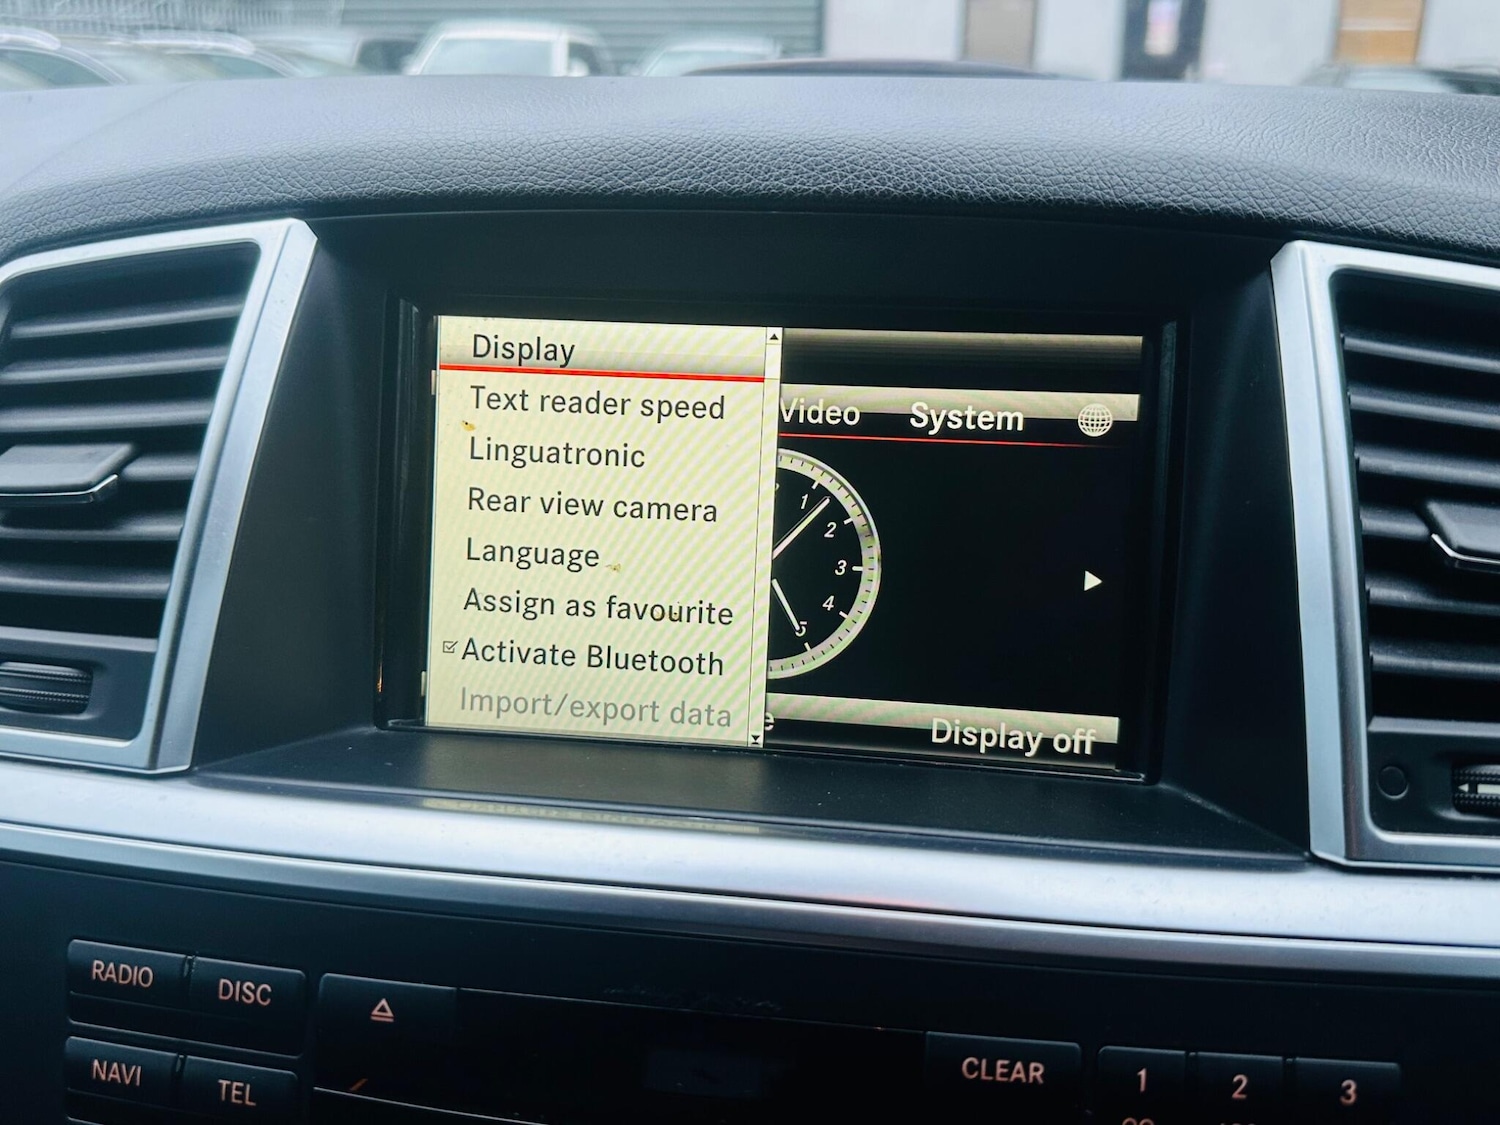 Display
Text reader speed
Linguatronic
Rear view camera
Language
Assign as favourite
Activate Bluetooth
Import/export data
Video System
1
2
3
4
5
Display off
RADIO
DISC
NAVI
TEL
CLEAR
1
2
3